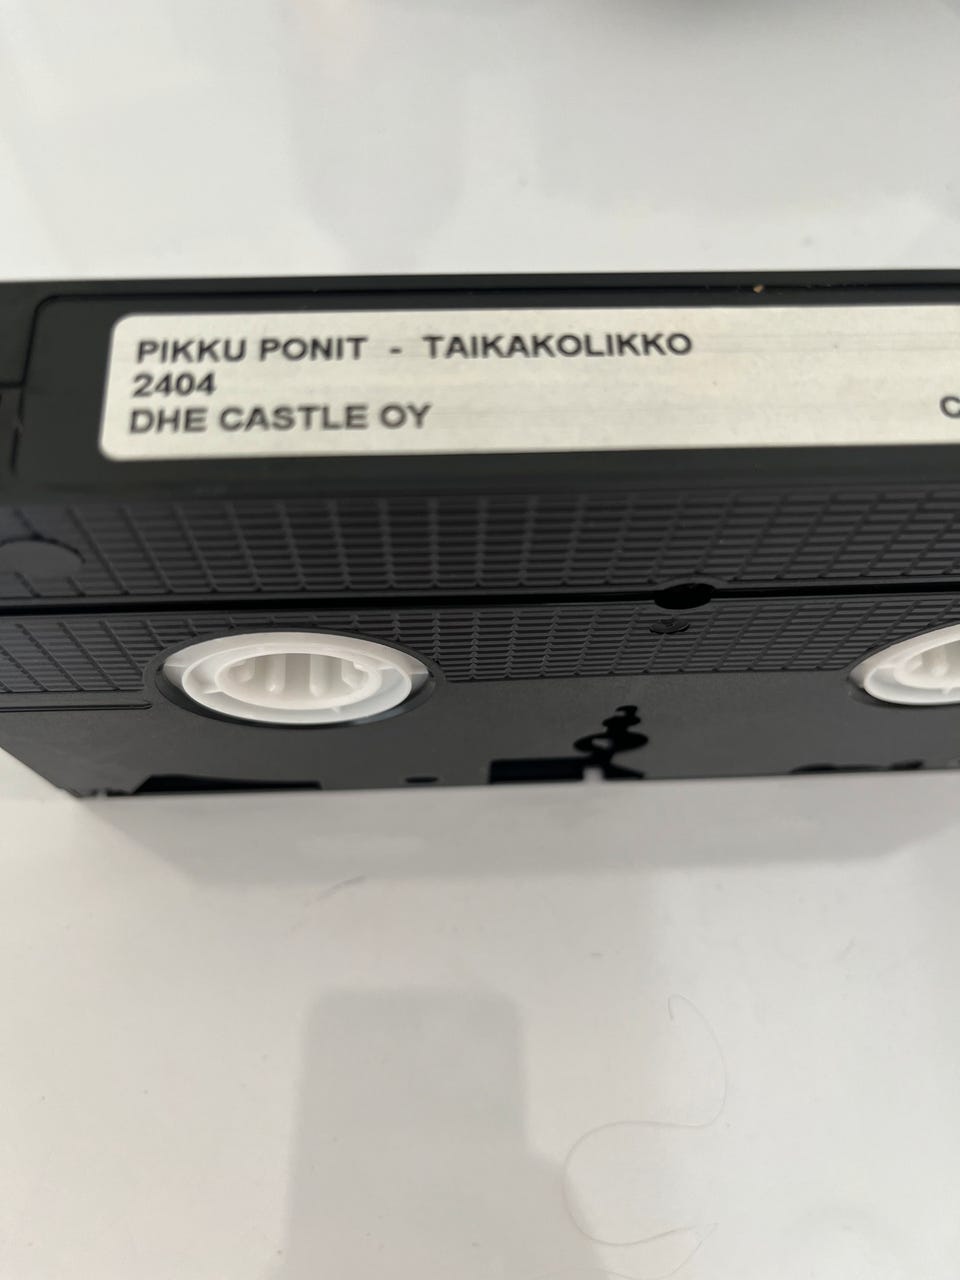 PIKKU PONIT - TAIKAKOLIKKO
2404
DHE CASTLE OY